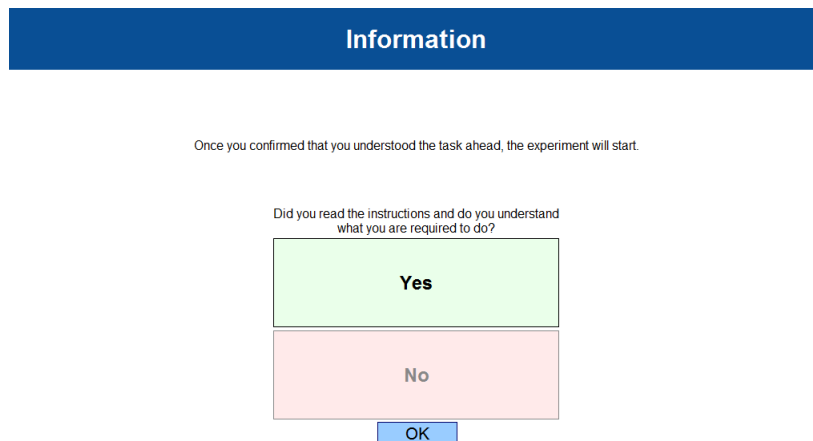 Information
Once you confirmed that you understood the task ahead, the experiment will start.
Did you read the instructions and do you understand
what you are required to do?
Yes
No
OK